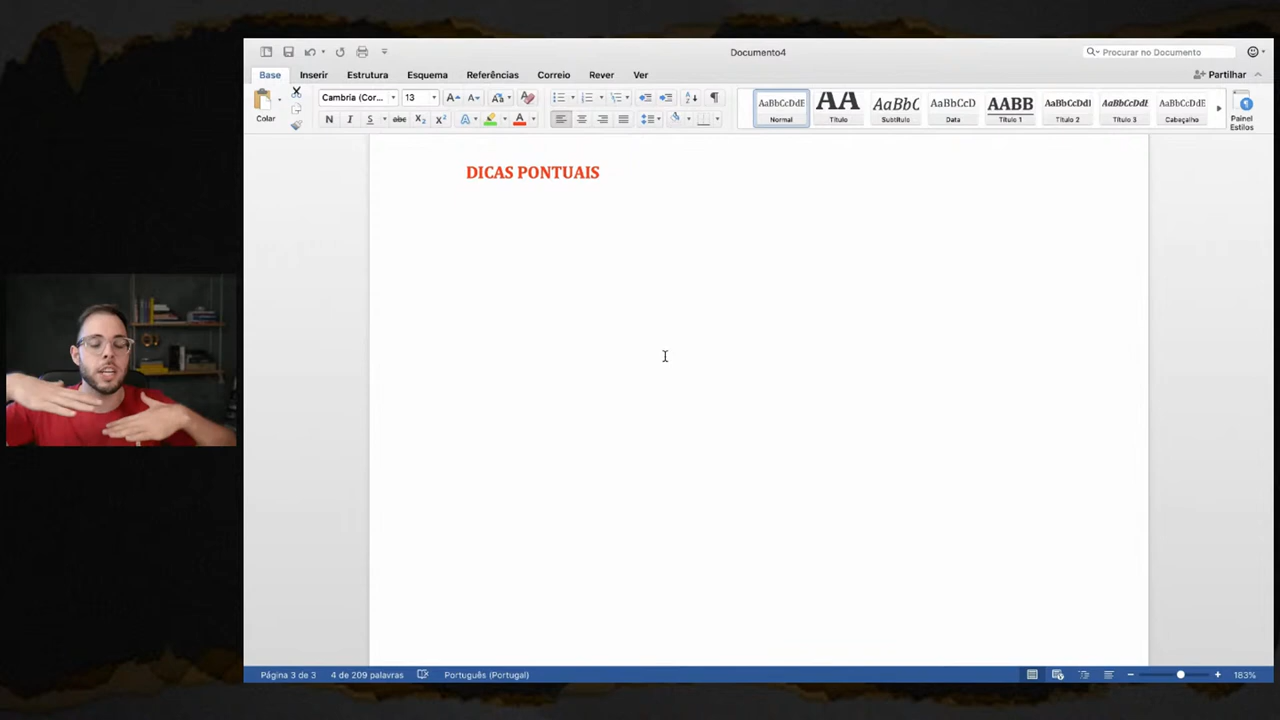 Documento4
Procurar no Documento
Base Inserir Estrutura Esquema Referências Correio Rever Ver
Partilhar
Colar
Cambria (Cor... 13
N I S abc X₂ X² A A
AaBbCcDdE Normal
AA Título
AaBbC Subtítulo
AaBbCcD Data
AABB Título 1
AaBbCcDdI Título 2
AaBbCcDdI Título 3
AaBbCcDdE Cabeçalho
Painel Estilos
DICAS PONTUAIS
Página 3 de 3 4 de 209 palavras Português (Portugal) 183%